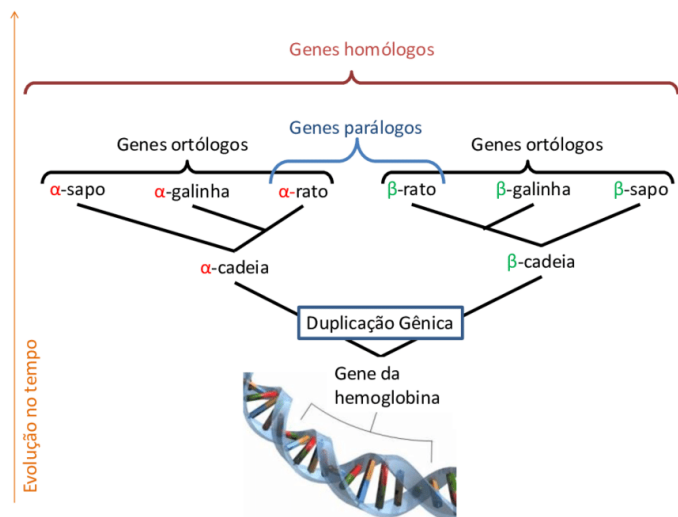 Genes homólogos
Genes parálogos
Genes ortólogos Genes ortólogos
α-sapo α-galinha α-rato β-rato β-galinha β-sapo
α-cadeia β-cadeia
Duplicação Gênica
Gene da
hemoglobina
Evolução no tempo